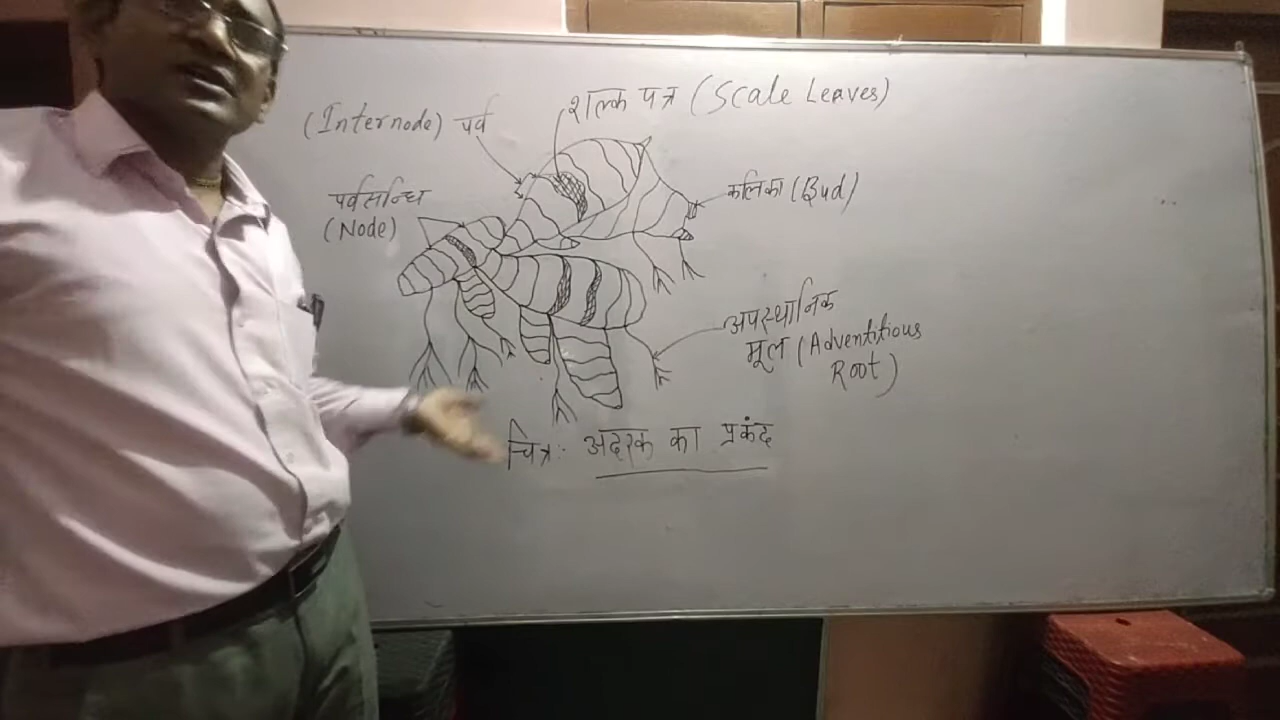 शल्क पत्र (Scale Leaves)
(Internode) पर्व
पर्वसन्धि
(Node)
कलिका (Bud)
अपस्थानिक
मूल (Adventitious
Root)
चित्र:- अदरक का प्रकंद